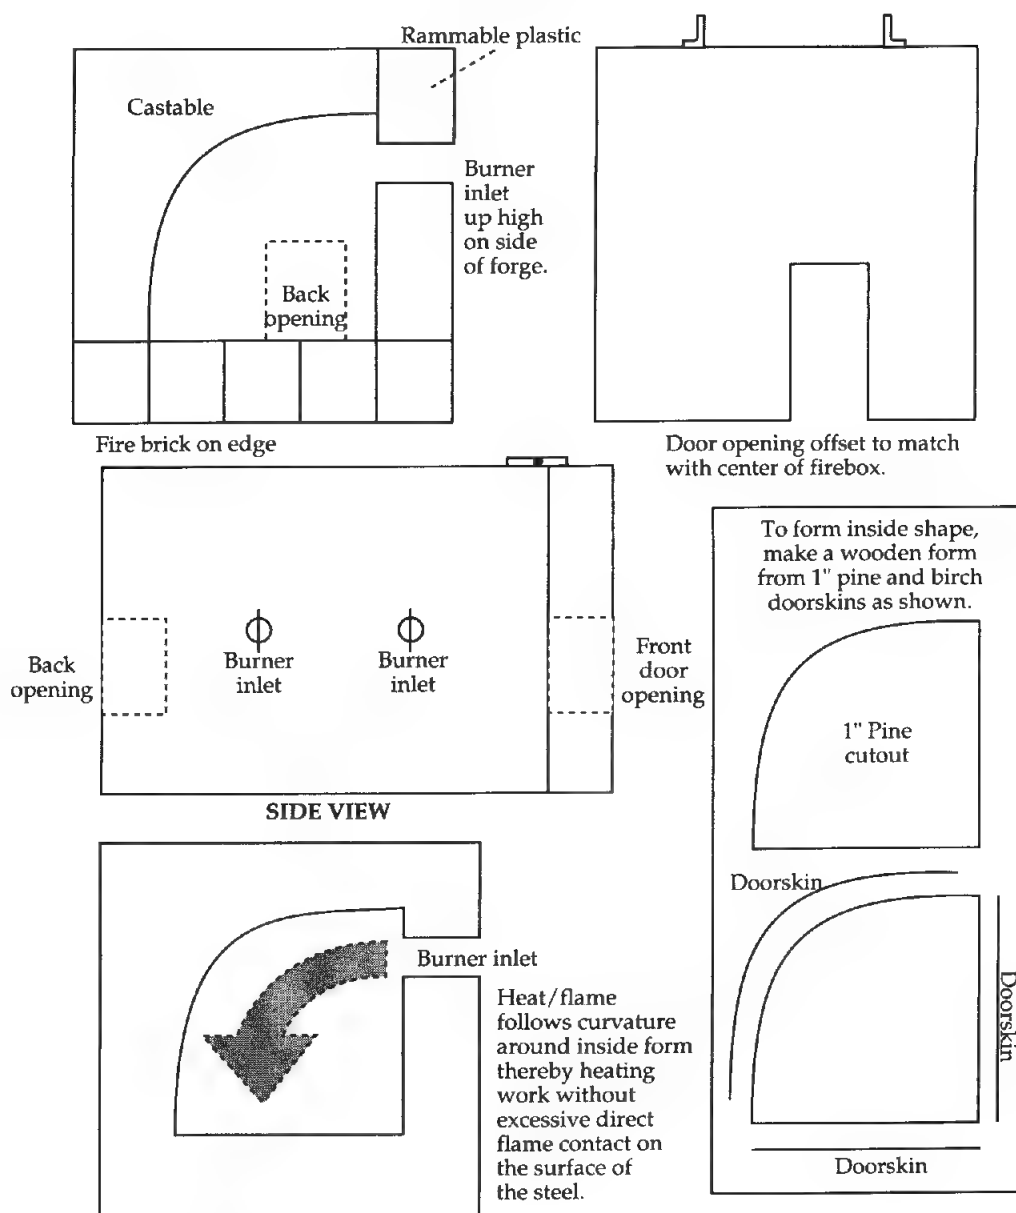 Rammable plastic
Castable
Burner
inlet
up high
on side
of forge.
Back
opening
Fire brick on edge
Door opening offset to match
with center of firebox.
Back
opening
Burner
inlet
Burner
inlet
Front
door
opening
SIDE VIEW
To form inside shape,
make a wooden form
from 1" pine and birch
doorskins as shown.
1" Pine
cutout
Doorskin
Doorskin
Doorskin
Burner inlet
Heat/flame
follows curvature
around inside form
thereby heating
work without
excessive direct
flame contact on
the surface of
the steel.